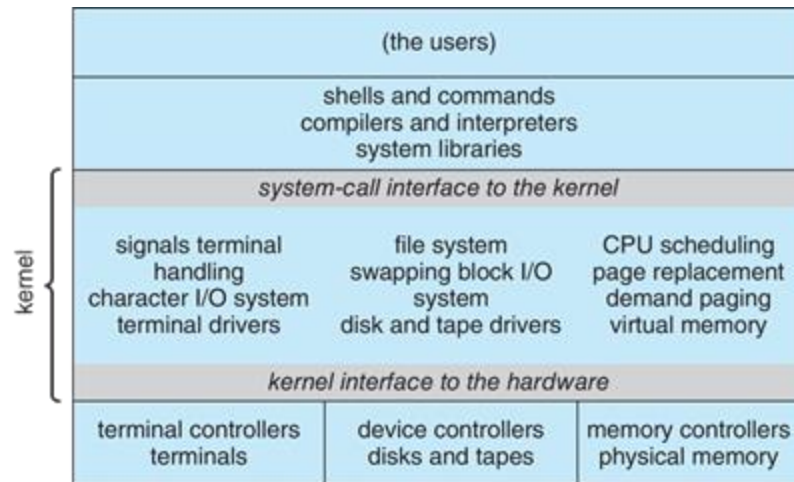 (the users)
shells and commands
compilers and interpreters
system libraries
kernel
system-call interface to the kernel
signals terminal
handling
character I/O system
terminal drivers
file system
swapping block I/O
system
disk and tape drivers
CPU scheduling
page replacement
demand paging
virtual memory
kernel interface to the hardware
terminal controllers
terminals
device controllers
disks and tapes
memory controllers
physical memory